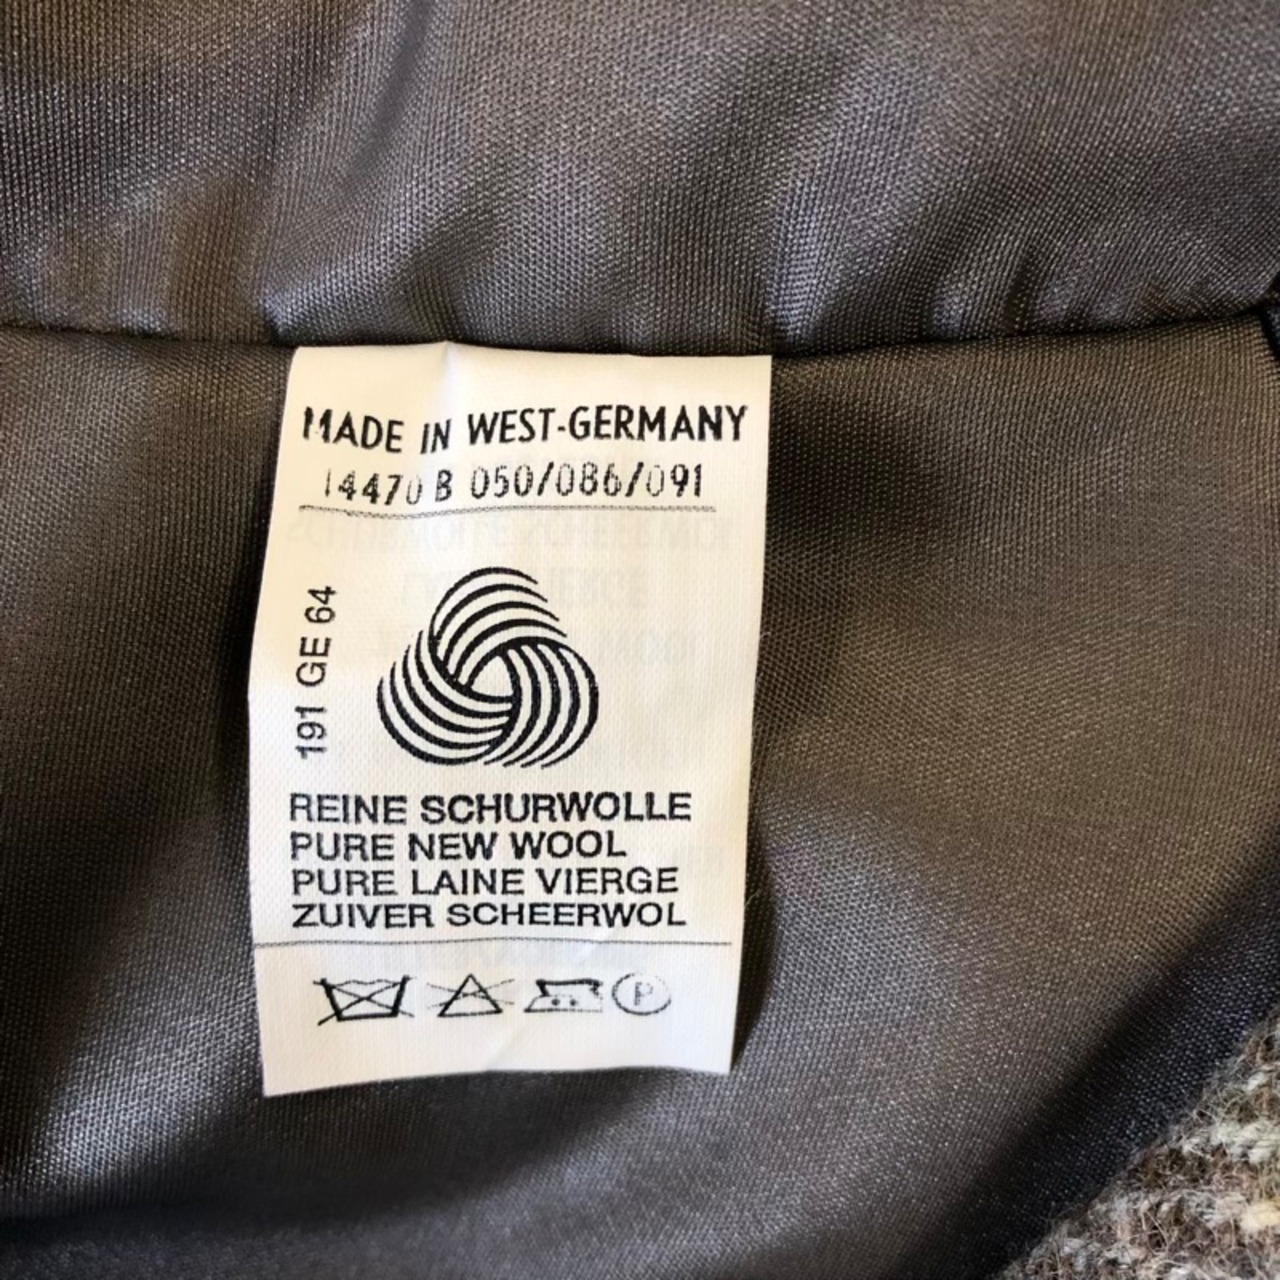 MADE IN WEST-GERMANY
14470 B 050/086/091
191 GE 64
REINE SCHURWOLLE
PURE NEW WOOL
PURE LAINE VIERGE
ZUIVER SCHEERWOL
P